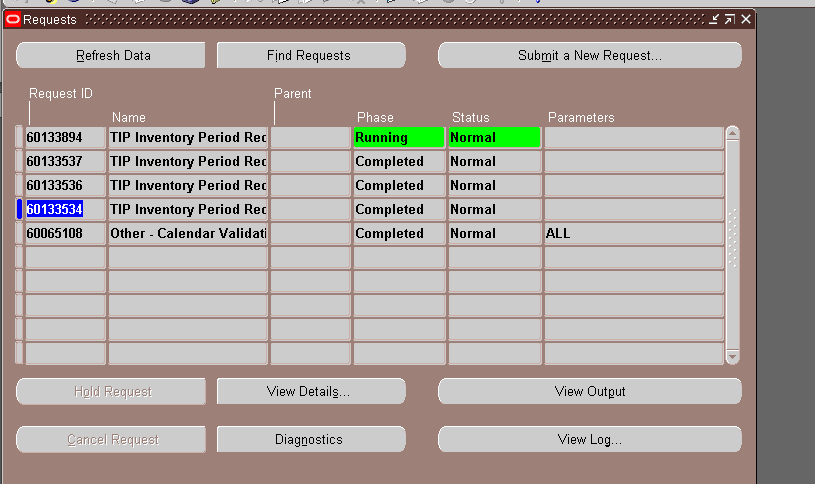 Requests
Refresh Data Find Requests Submit a New Request...
Request ID Parent
Name Phase Status Parameters
60133894 TIP Inventory Period Rec Running Normal
60133537 TIP Inventory Period Rec Completed Normal
60133536 TIP Inventory Period Rec Completed Normal
60133534 TIP Inventory Period Rec Completed Normal
60065108 Other - Calendar Validati Completed Normal ALL
Hold Request View Details... View Output
Cancel Request Diagnostics View Log...